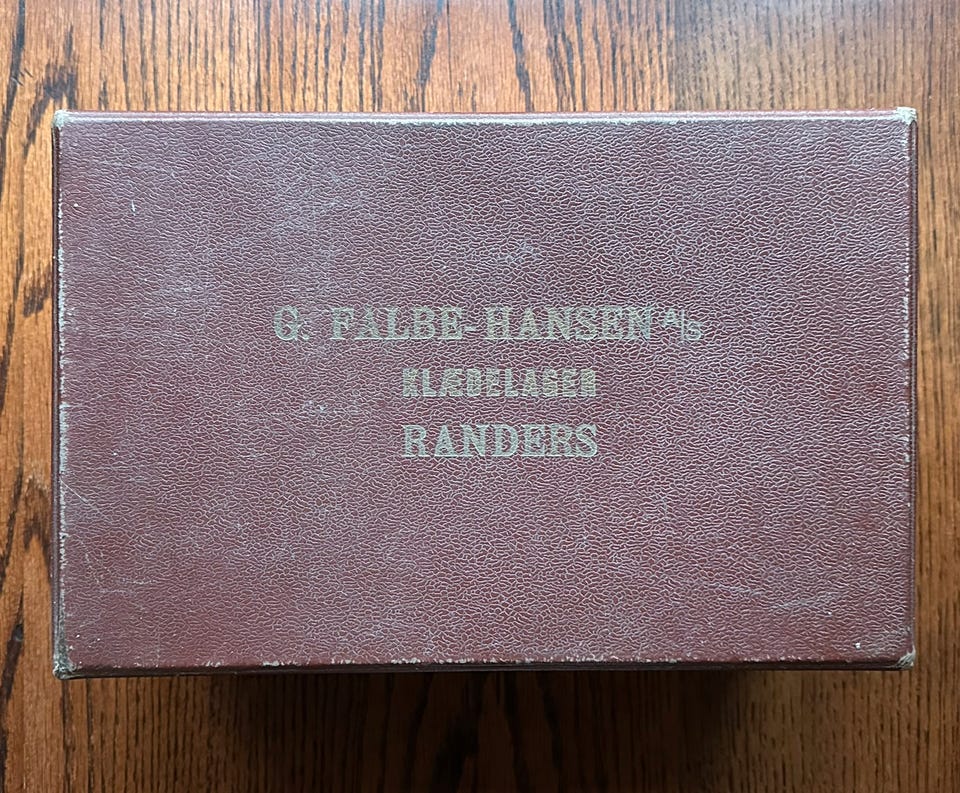 G. FALBE-HANSEN A/S
KLÆDELAGER
RANDERS